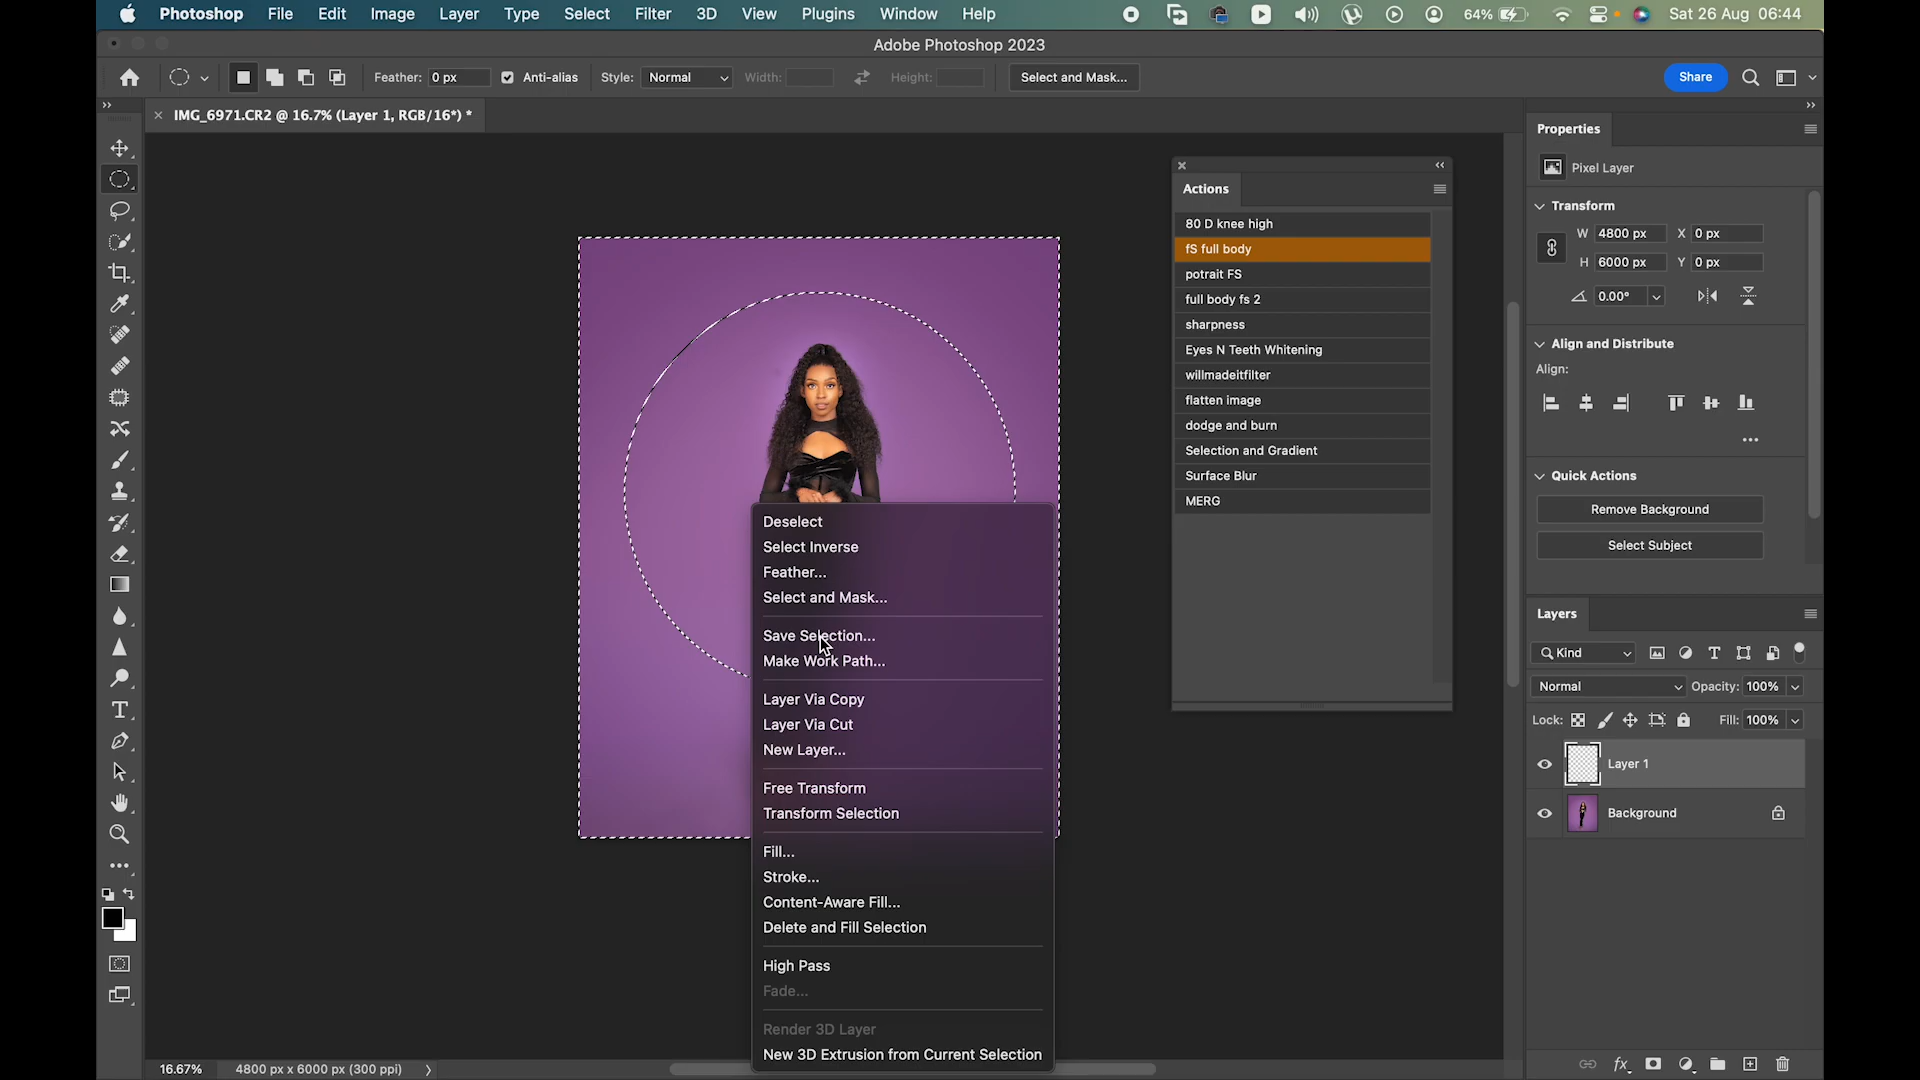 Photoshop File Edit Image Layer Type Select Filter 3D View Plugins Window Help 64% Sat 26 Aug 06:44
Adobe Photoshop 2023
Feather: 0 px Anti-alias Style: Normal Width: Height: Select and Mask... Share
IMG_6971.CR2 @ 16.7% (Layer 1, RGB/16*) *
Actions
80 D knee high
fS full body
potrait FS
full body fs 2
sharpness
Eyes N Teeth Whitening
willmadeitfilter
flatten image
dodge and burn
Selection and Gradient
Surface Blur
MERG
Deselect
Select Inverse
Feather...
Select and Mask...
Save Selection...
Make Work Path...
Layer Via Copy
Layer Via Cut
New Layer...
Free Transform
Transform Selection
Fill...
Stroke...
Content-Aware Fill...
Delete and Fill Selection
High Pass
Fade...
Render 3D Layer
New 3D Extrusion from Current Selection
Properties
Pixel Layer
Transform
W 4800 px X 0 px
H 6000 px Y 0 px
0.00°
Align and Distribute
Align:
Quick Actions
Remove Background
Select Subject
Layers
Kind
Normal Opacity: 100%
Lock: Fill: 100%
Layer 1
Background
fx
16.67% 4800 px x 6000 px (300 ppi)